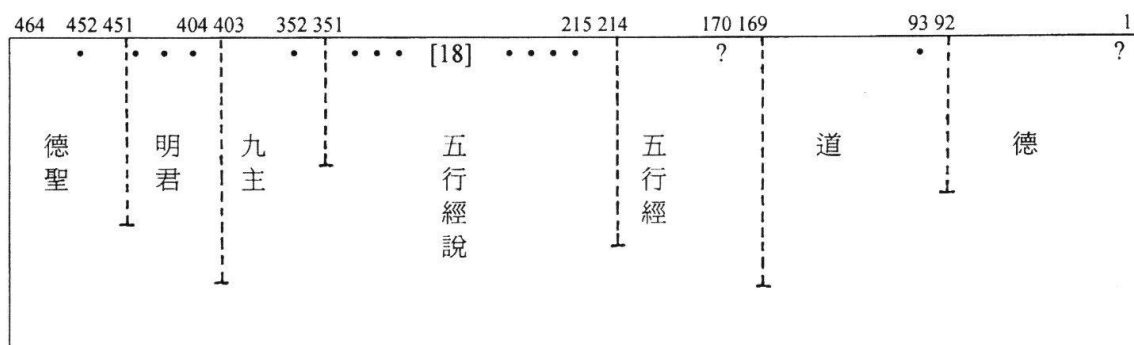 464 452 451 404 403 352 351 215 214 170 169 93 92 1
• • • • • • • • [18] • • • • ? • ?
德聖 明君 九主 五行經說 五行經 道 德